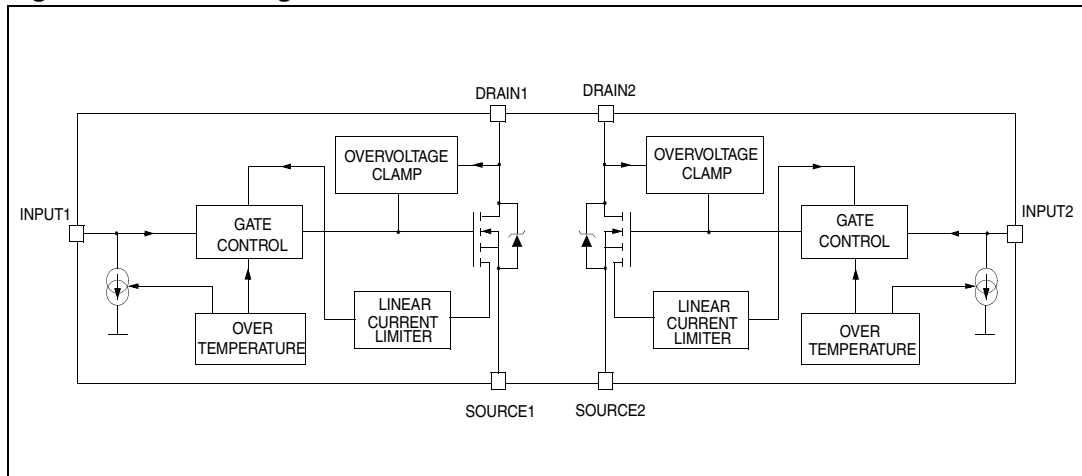 DRAIN1
DRAIN2
OVERVOLTAGE
CLAMP
OVERVOLTAGE
CLAMP
INPUT1
GATE
CONTROL
GATE
CONTROL
INPUT2
LINEAR
CURRENT
LIMITER
LINEAR
CURRENT
LIMITER
OVER
TEMPERATURE
OVER
TEMPERATURE
SOURCE1
SOURCE2